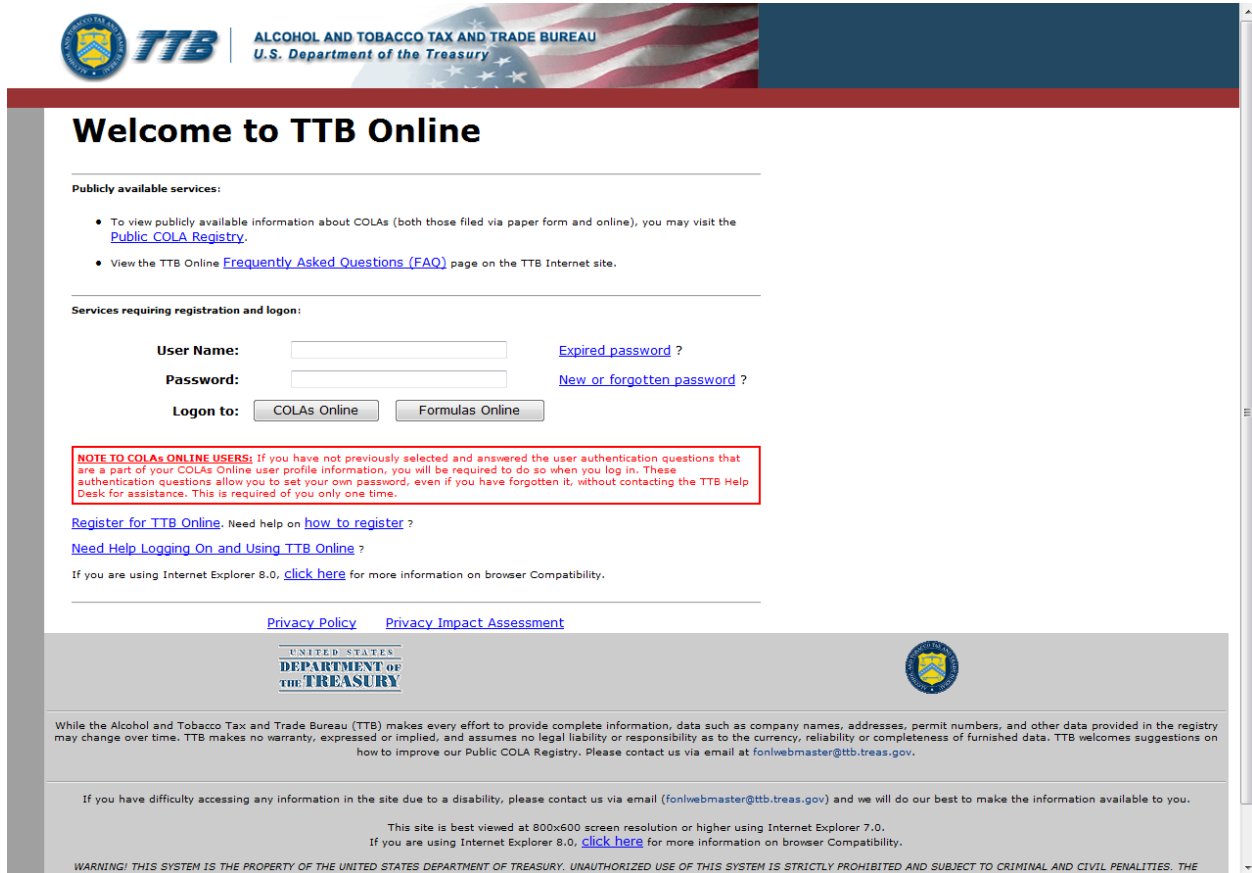 TTB
ALCOHOL AND TOBACCO TAX AND TRADE BUREAU
U.S. Department of the Treasury
Welcome to TTB Online
Publicly available services:
• To view publicly available information about COLAs (both those filed via paper form and online), you may visit the
Public COLA Registry.
• View the TTB Online Frequently Asked Questions (FAQ) page on the TTB Internet site.
Services requiring registration and logon:
User Name: Expired password ?
Password: New or forgotten password ?
Logon to: COLAs Online Formulas Online
NOTE TO COLAs ONLINE USERS: If you have not previously selected and answered the user authentication questions that
are a part of your COLAs Online user profile information, you will be required to do so when you log in. These
authentication questions allow you to set your own password, even if you have forgotten it, without contacting the TTB Help
Desk for assistance. This is required of you only one time.
Register for TTB Online. Need help on how to register ?
Need Help Logging On and Using TTB Online ?
If you are using Internet Explorer 8.0, click here for more information on browser Compatibility.
Privacy Policy Privacy Impact Assessment
UNITED STATES
DEPARTMENT OF
THE TREASURY
While the Alcohol and Tobacco Tax and Trade Bureau (TTB) makes every effort to provide complete information, data such as company names, addresses, permit numbers, and other data provided in the registry
may change over time. TTB makes no warranty, expressed or implied, and assumes no legal liability or responsibility as to the currency, reliability or completeness of furnished data. TTB welcomes suggestions on
how to improve our Public COLA Registry. Please contact us via email at fonlwebmaster@ttb.treas.gov.
If you have difficulty accessing any information in the site due to a disability, please contact us via email (fonlwebmaster@ttb.treas.gov) and we will do our best to make the information available to you.
This site is best viewed at 800x600 screen resolution or higher using Internet Explorer 7.0.
If you are using Internet Explorer 8.0, click here for more information on browser Compatibility.
WARNING! THIS SYSTEM IS THE PROPERTY OF THE UNITED STATES DEPARTMENT OF TREASURY. UNAUTHORIZED USE OF THIS SYSTEM IS STRICTLY PROHIBITED AND SUBJECT TO CRIMINAL AND CIVIL PENALITIES. THE